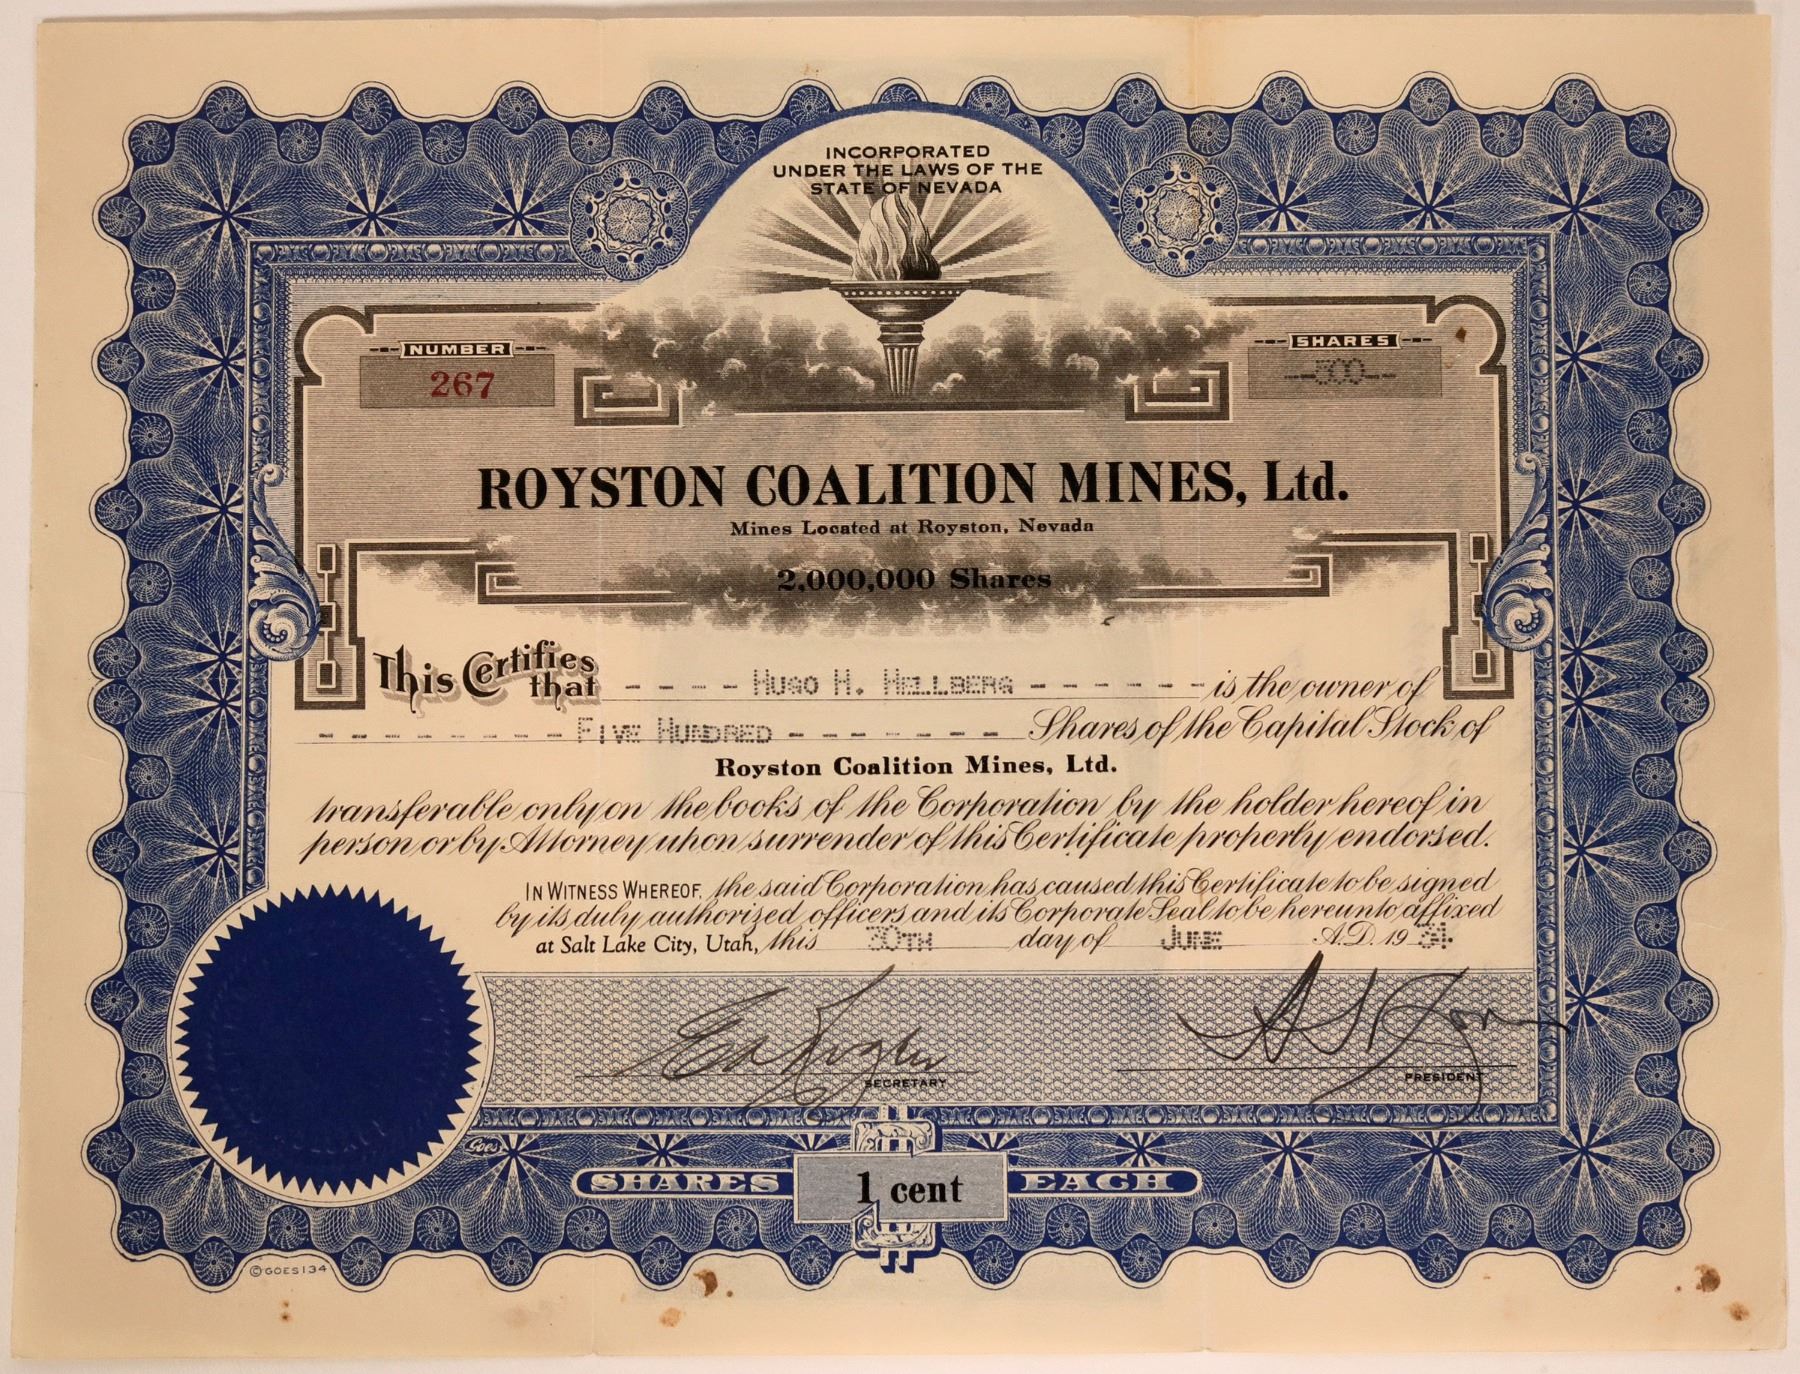 INCORPORATED
UNDER THE LAWS OF THE
STATE OF NEVADA
NUMBER
267
SHARES
--500--
ROYSTON COALITION MINES, Ltd.
Mines Located at Royston, Nevada
2,000,000 Shares
This Certifies that - - - - HUGO H. HELLBERG - - - - - - is the owner of
- - - - - - - - FIVE HUNDRED - - - - - - - Shares of the Capital Stock of
Royston Coalition Mines, Ltd.
transferable only on the books of the Corporation by the holder hereof in
person or by Attorney upon surrender of this Certificate properly endorsed.
IN WITNESS WHEREOF, the said Corporation has caused this Certificate to be signed
by its duly authorized officers and its Corporate Seal to be hereunto affixed
at Salt Lake City, Utah, this 30TH day of JUNE A.D. 19 34.
SECRETARY
PRESIDENT
Goes
SHARES 1 cent EACH
© GOES 134